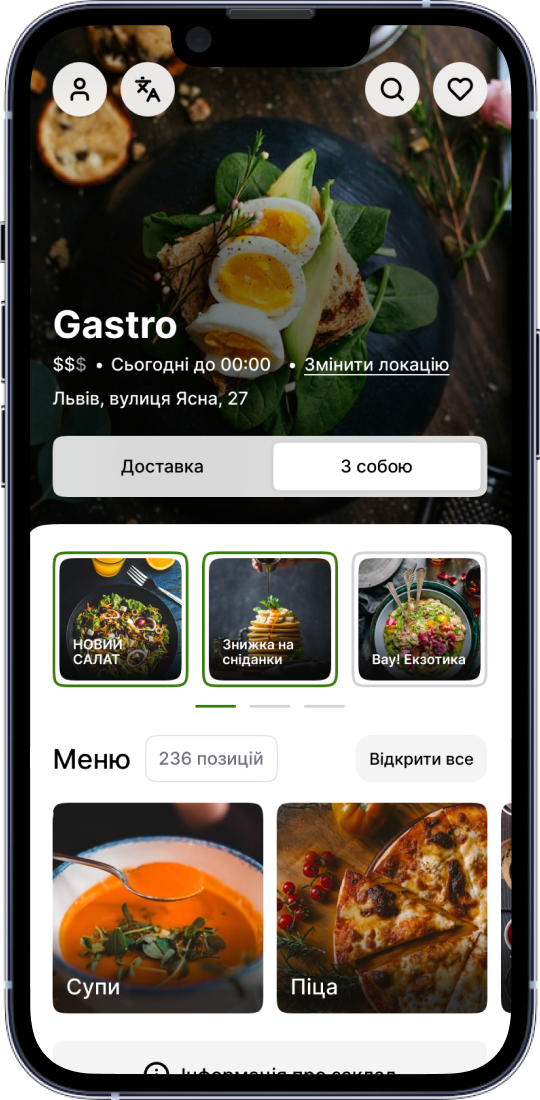 Gastro
$$$ • Сьогодні до 00:00 • Змінити локацію
Львів, вулиця Ясна, 27
Доставка
З собою
НОВИЙ
САЛАТ
Знижка на
сніданки
Вау! Екзотика
Меню
236 позицій
Відкрити все
Супи
Піца
Інформація про заклад